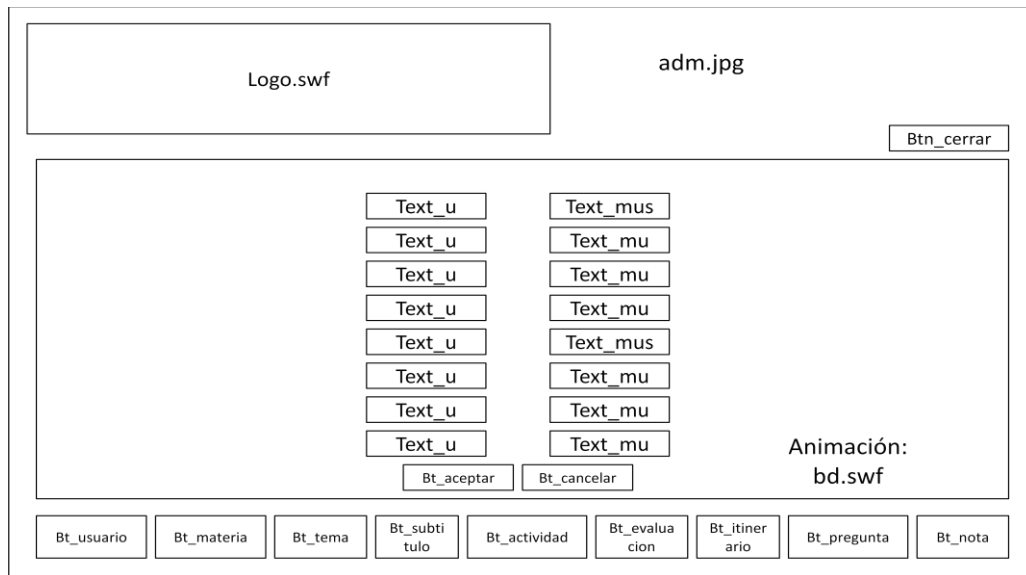 Logo.swf
adm.jpg
Btn_cerrar
Text_u Text_mus
Text_u Text_mu
Text_u Text_mu
Text_u Text_mu
Text_u Text_mus
Text_u Text_mu
Text_u Text_mu
Text_u Text_mu
Animación:
bd.swf
Bt_aceptar Bt_cancelar
Bt_usuario
Bt_materia
Bt_tema
Bt_subti
tulo
Bt_actividad
Bt_evalua
cion
Bt_itiner
ario
Bt_pregunta
Bt_nota